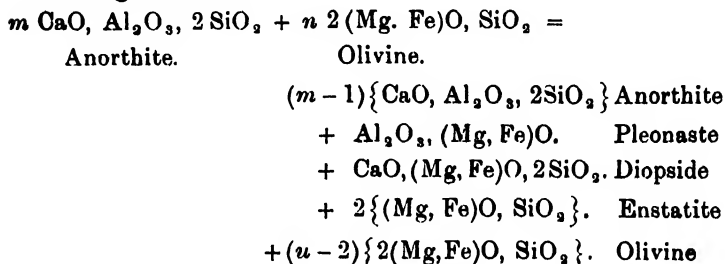 m CaO, Al₂O₃, 2 SiO₂ + n 2 (Mg. Fe)O, SiO₂ =
Anorthite. Olivine.
(m − 1){CaO, Al₂O₃, 2SiO₂} Anorthite
+ Al₂O₃, (Mg, Fe)O. Pleonaste
+ CaO, (Mg, Fe)O, 2 SiO₂. Diopside
+ 2{(Mg, Fe)O, SiO₂}. Enstatite
+ (u − 2){2(Mg,Fe)O, SiO₂}. Olivine